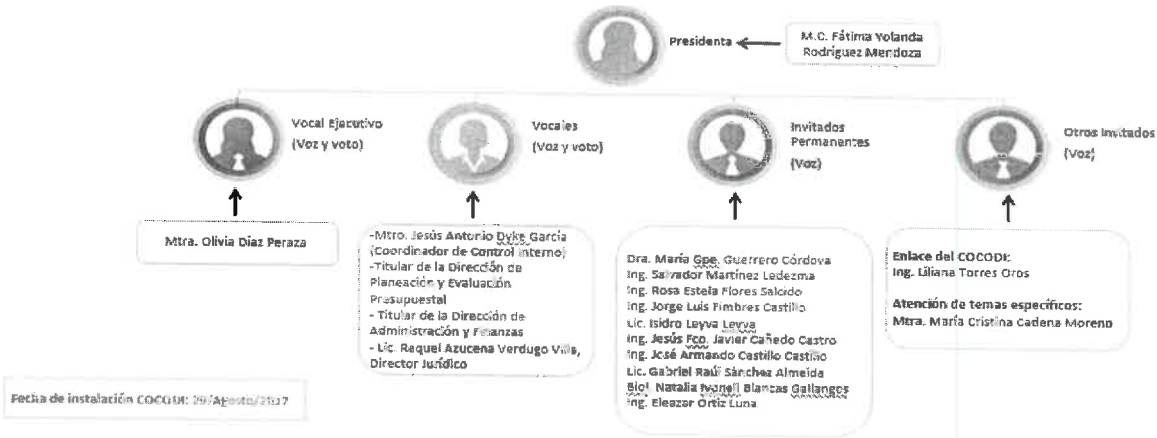 Presidenta
M.C. Fátima Yolanda
Rodríguez Mendoza
Vocal Ejecutivo
(Voz y voto)
Vocales
(Voz y voto)
Invitados
Permanentes
(Voz)
Otros Invitados
(Voz)
Mtra. Olivia Diaz Peraza
-Mtro. Jesús Antonio Dyke García
(Coordinador de Control Interno)
-Titular de la Dirección de
Planeación y Evaluación
Presupuestal
- Titular de la Dirección de
Administración y Finanzas
- Lic. Raquel Azucena Verdugo Villa,
Director Jurídico
Dra. María Gpe. Guerrero Córdova
Ing. Salvador Martínez Ledezma
Ing. Rosa Estela Flores Salcido
Ing. Jorge Luis Fimbres Castillo
Lic. Isidro Leyva Leyva
Ing. Jesús Fco. Javier Cañedo Castro
Ing. José Armando Castillo Castillo
Lic. Gabriel Raúl Sánchez Almeida
Biol. Natalia Blancas Gallangos
Ing. Eleazar Ortiz Luna
Enlace del COCODI:
Ing. Liliana Torres Oros
Atención de temas específicos:
Mtra. María Cristina Cadena Moreno
Fecha de instalación COCODI: /Agosto/